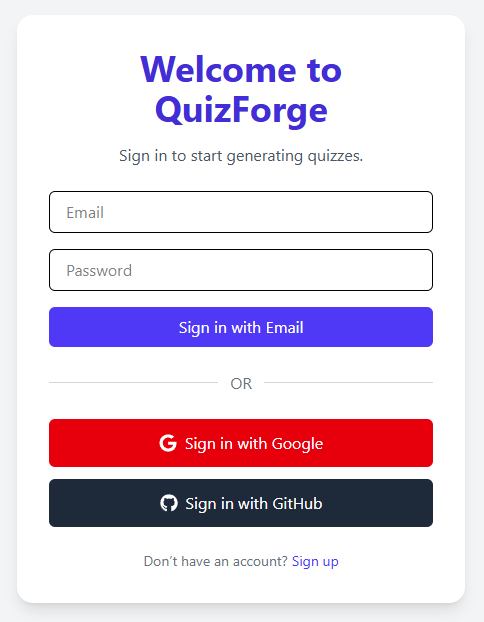 Welcome to
QuizForge
Sign in to start generating quizzes.
Email
Password
Sign in with Email
OR
Sign in with Google
Sign in with GitHub
Don’t have an account? Sign up